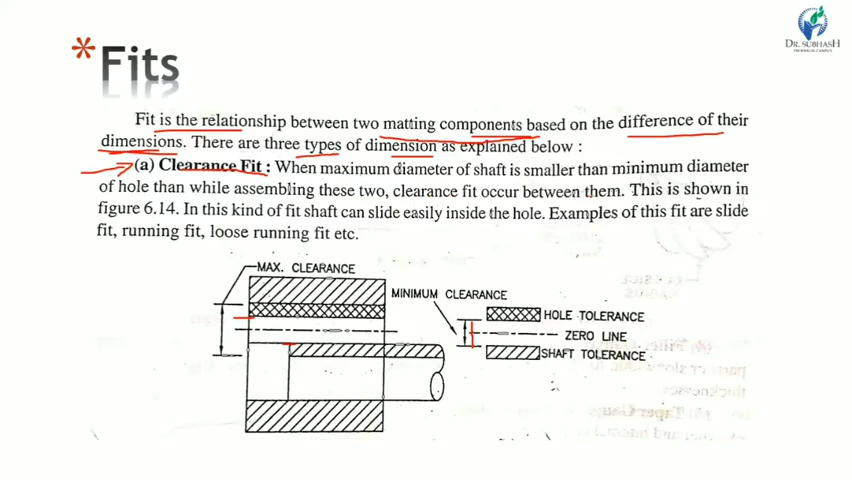 DR. SUBHASH
* Fits
Fit is the relationship between two matting components based on the difference of their
dimensions. There are three types of dimension as explained below :
(a) Clearance Fit : When maximum diameter of shaft is smaller than minimum diameter
of hole than while assembling these two, clearance fit occur between them. This is shown in
figure 6.14. In this kind of fit shaft can slide easily inside the hole. Examples of this fit are slide
fit, running fit, loose running fit etc.
MAX. CLEARANCE
MINIMUM CLEARANCE
HOLE TOLERANCE
ZERO LINE
SHAFT TOLERANCE